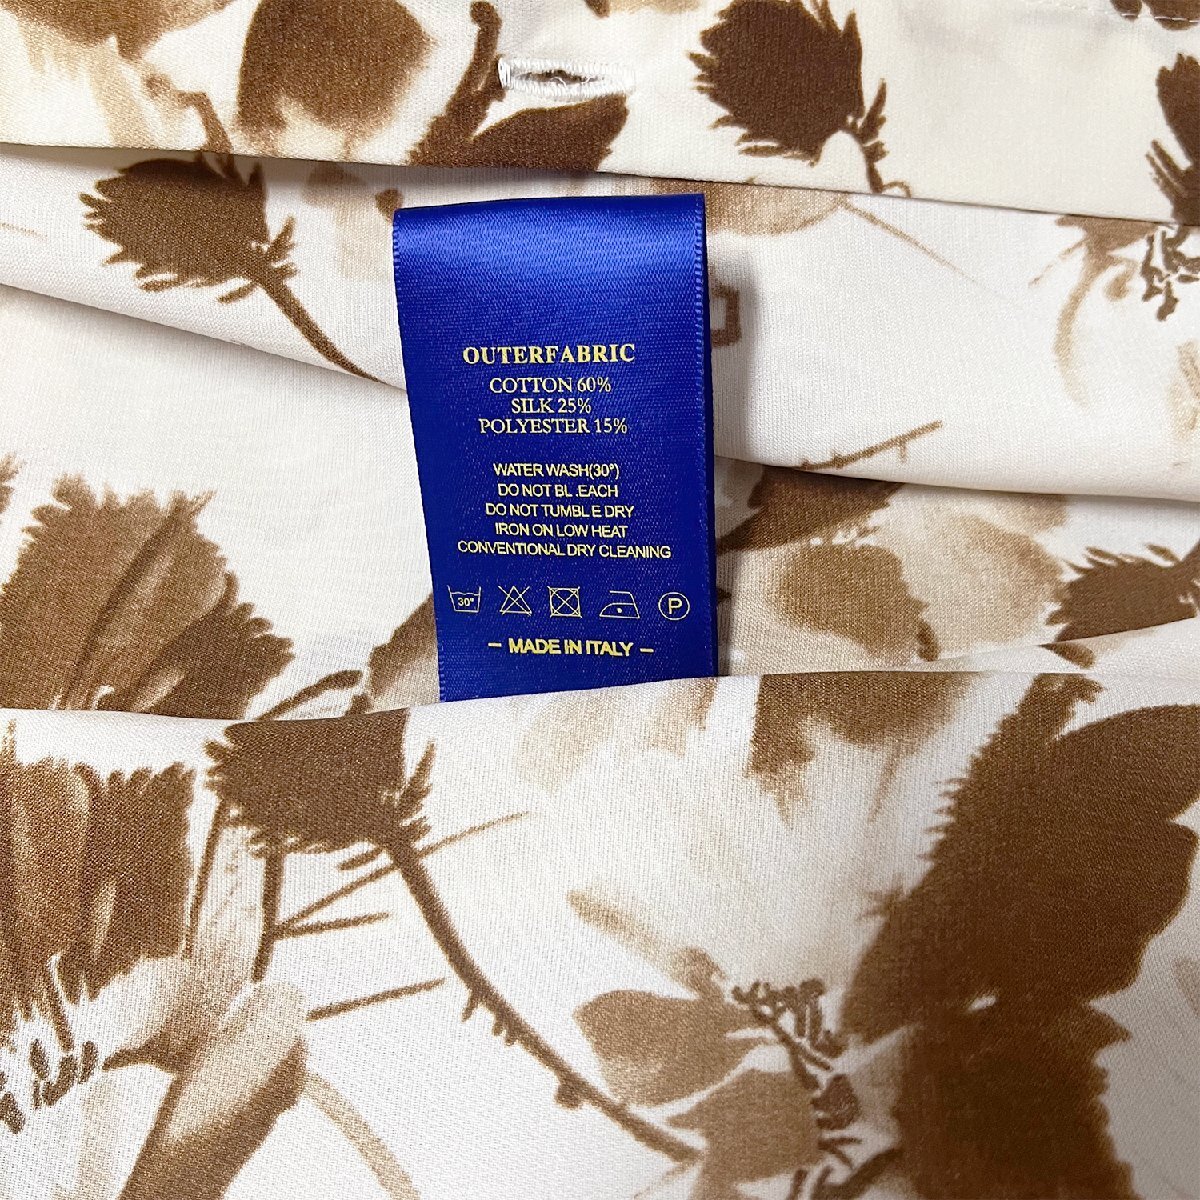 OUTERFABRIC
COTTON 60%
SILK 25%
POLYESTER 15%
WATER WASH(30°)
DO NOT BL.EACH
DO NOT TUMBLE DRY
IRON ON LOW HEAT
CONVENTIONAL DRY CLEANING
30° P
– MADE IN ITALY –